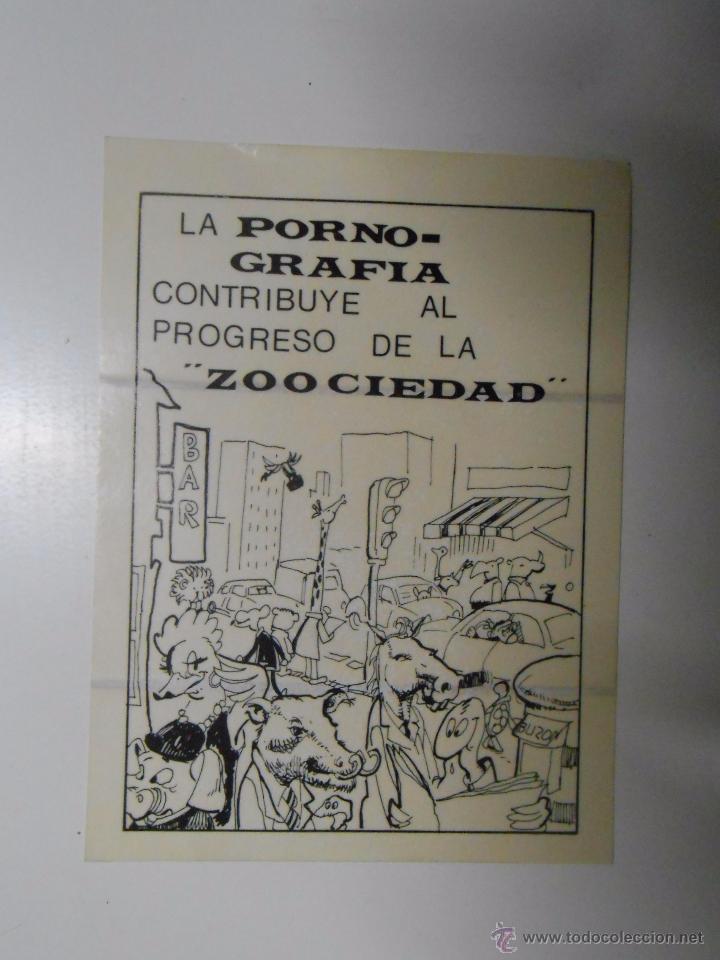 LA PORNO-
GRAFIA
CONTRIBUYE AL
PROGRESO DE LA
"ZOOCIEDAD"
BAR
BUZON
© www.todocoleccion.net